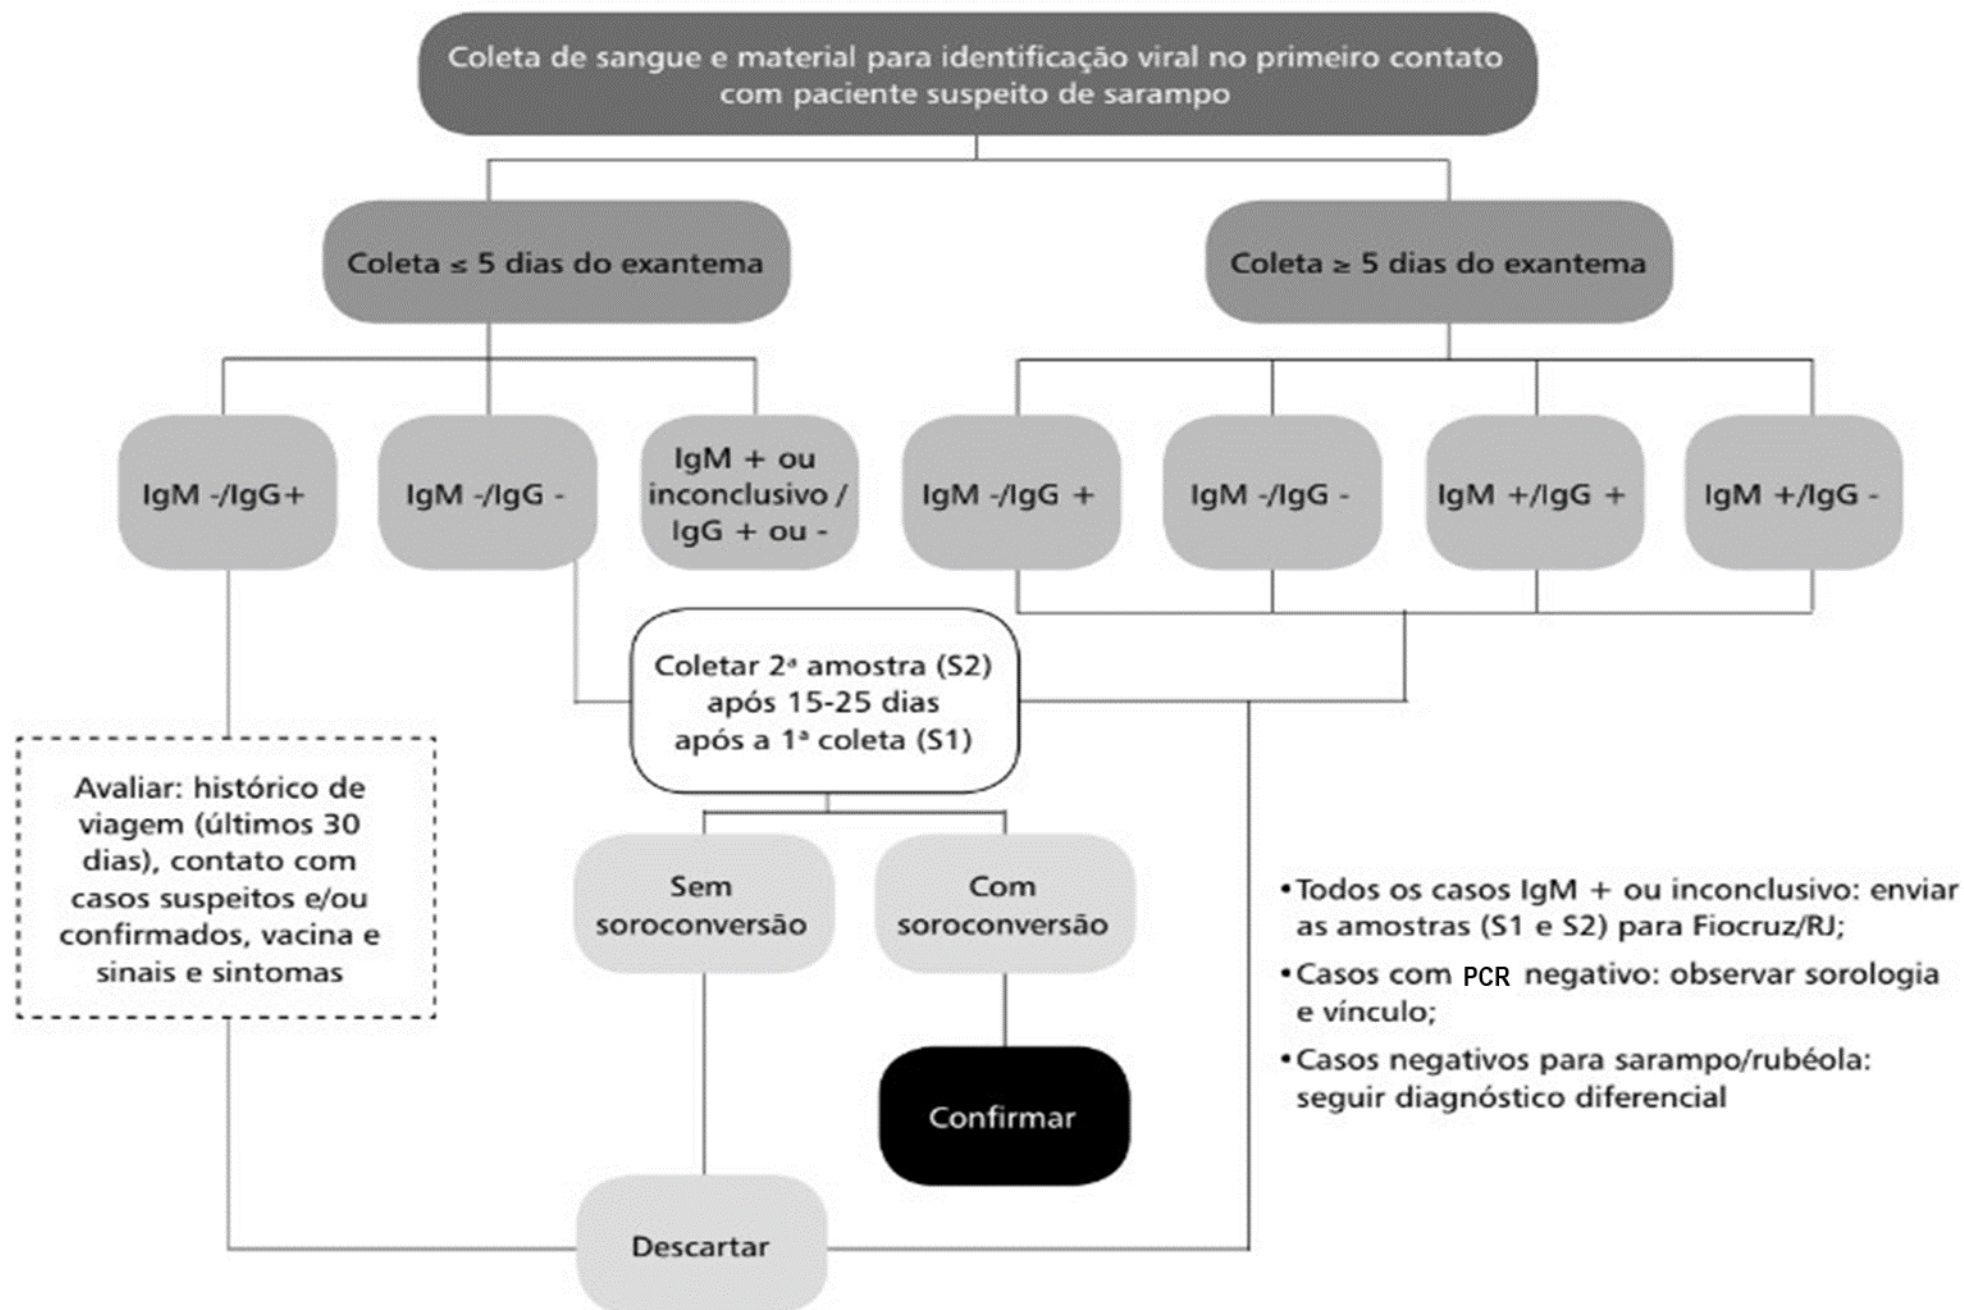 Coleta de sangue e material para identificação viral no primeiro contato
com paciente suspeito de sarampo
Coleta ≤ 5 dias do exantema
Coleta ≥ 5 dias do exantema
IgM -/IgG+
IgM -/IgG -
IgM + ou
inconclusivo /
IgG + ou -
IgM -/IgG +
IgM -/IgG -
IgM +/IgG +
IgM +/IgG -
Coletar 2ª amostra (S2)
após 15-25 dias
após a 1ª coleta (S1)
Avaliar: histórico de
viagem (últimos 30
dias), contato com
casos suspeitos e/ou
confirmados, vacina e
sinais e sintomas
Sem
soroconversão
Com
soroconversão
•Todos os casos IgM + ou inconclusivo: enviar
as amostras (S1 e S2) para Fiocruz/RJ;
•Casos com PCR negativo: observar sorologia
e vínculo;
•Casos negativos para sarampo/rubéola:
seguir diagnóstico diferencial
Confirmar
Descartar